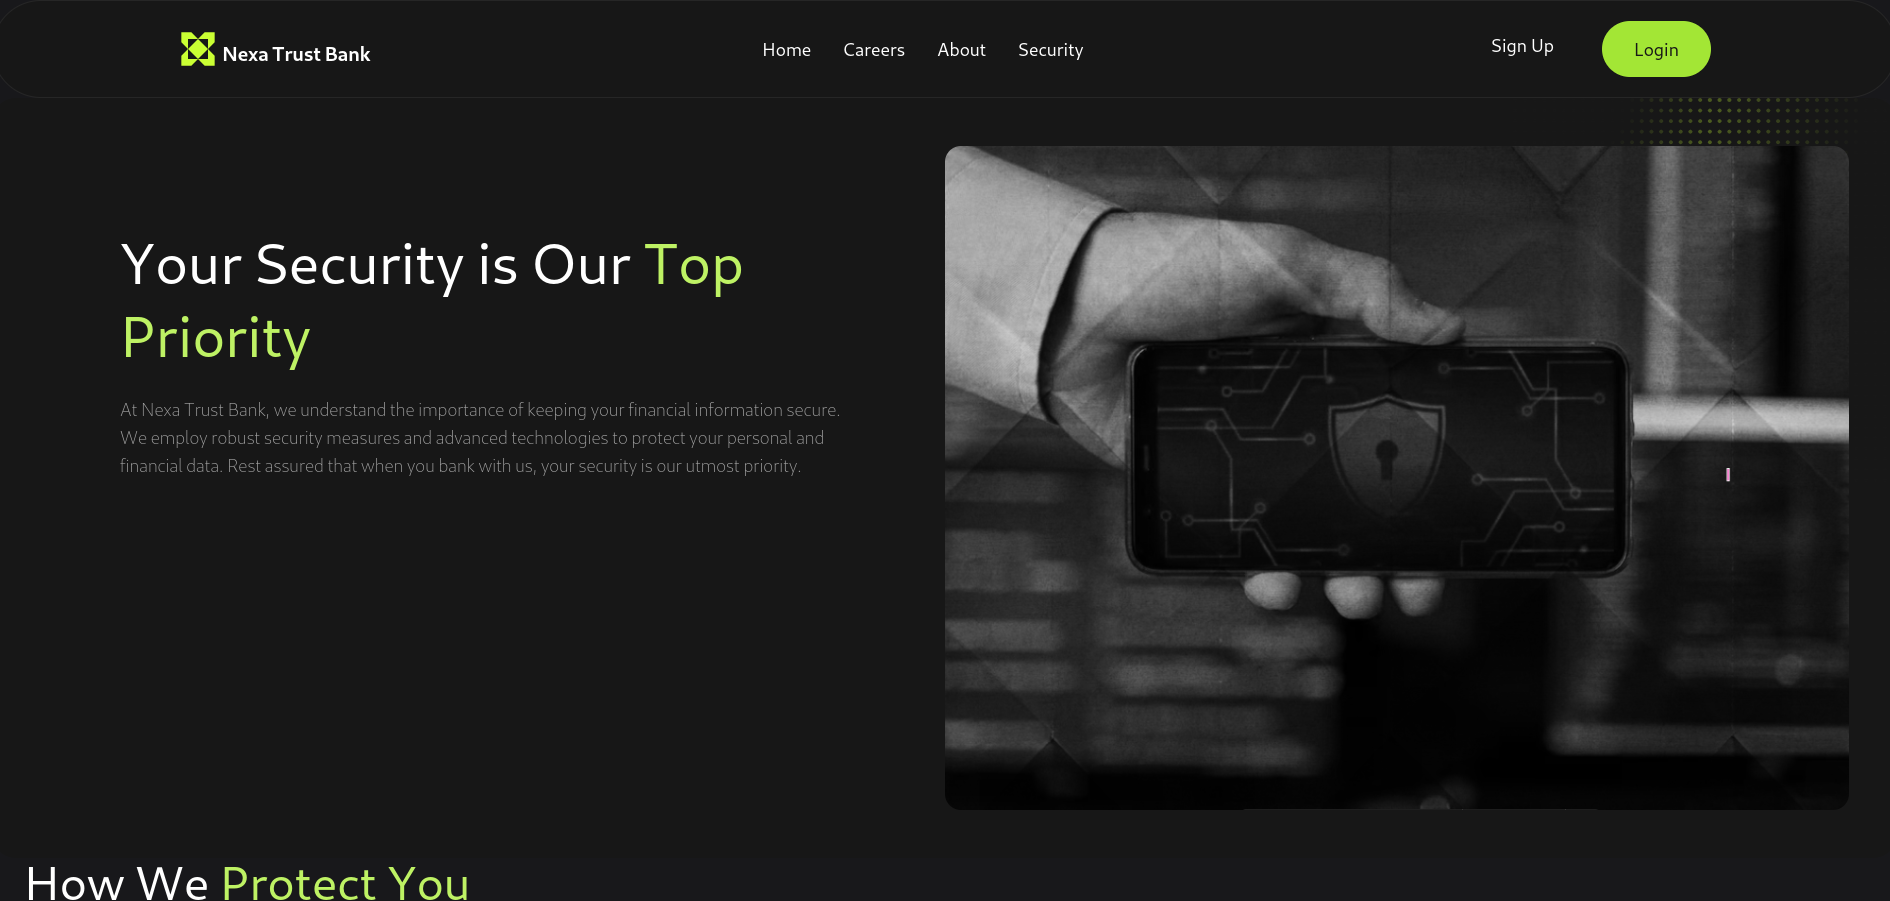 Nexa Trust Bank
Home Careers About Security
Sign Up
Login
Your Security is Our Top
Priority
At Nexa Trust Bank, we understand the importance of keeping your financial information secure.
We employ robust security measures and advanced technologies to protect your personal and
financial data. Rest assured that when you bank with us, your security is our utmost priority.
How We Protect You